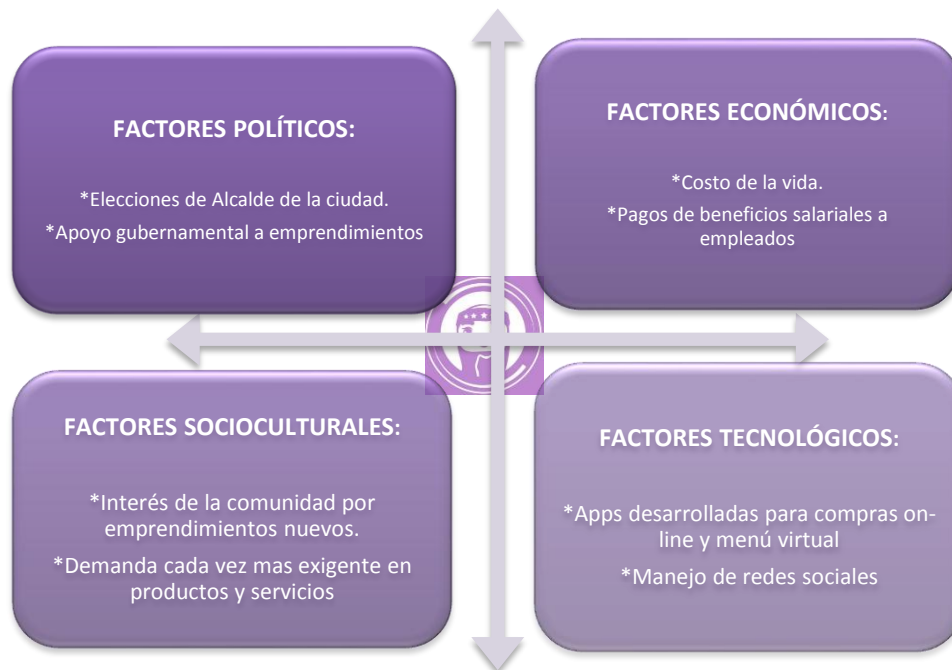 FACTORES POLÍTICOS:
*Elecciones de Alcalde de la ciudad.
*Apoyo gubernamental a emprendimientos
FACTORES ECONÓMICOS:
*Costo de la vida.
*Pagos de beneficios salariales a
empleados
FACTORES SOCIOCULTURALES:
*Interés de la comunidad por
emprendimientos nuevos.
*Demanda cada vez mas exigente en
productos y servicios
FACTORES TECNOLÓGICOS:
*Apps desarrolladas para compras on-
line y menú virtual
*Manejo de redes sociales